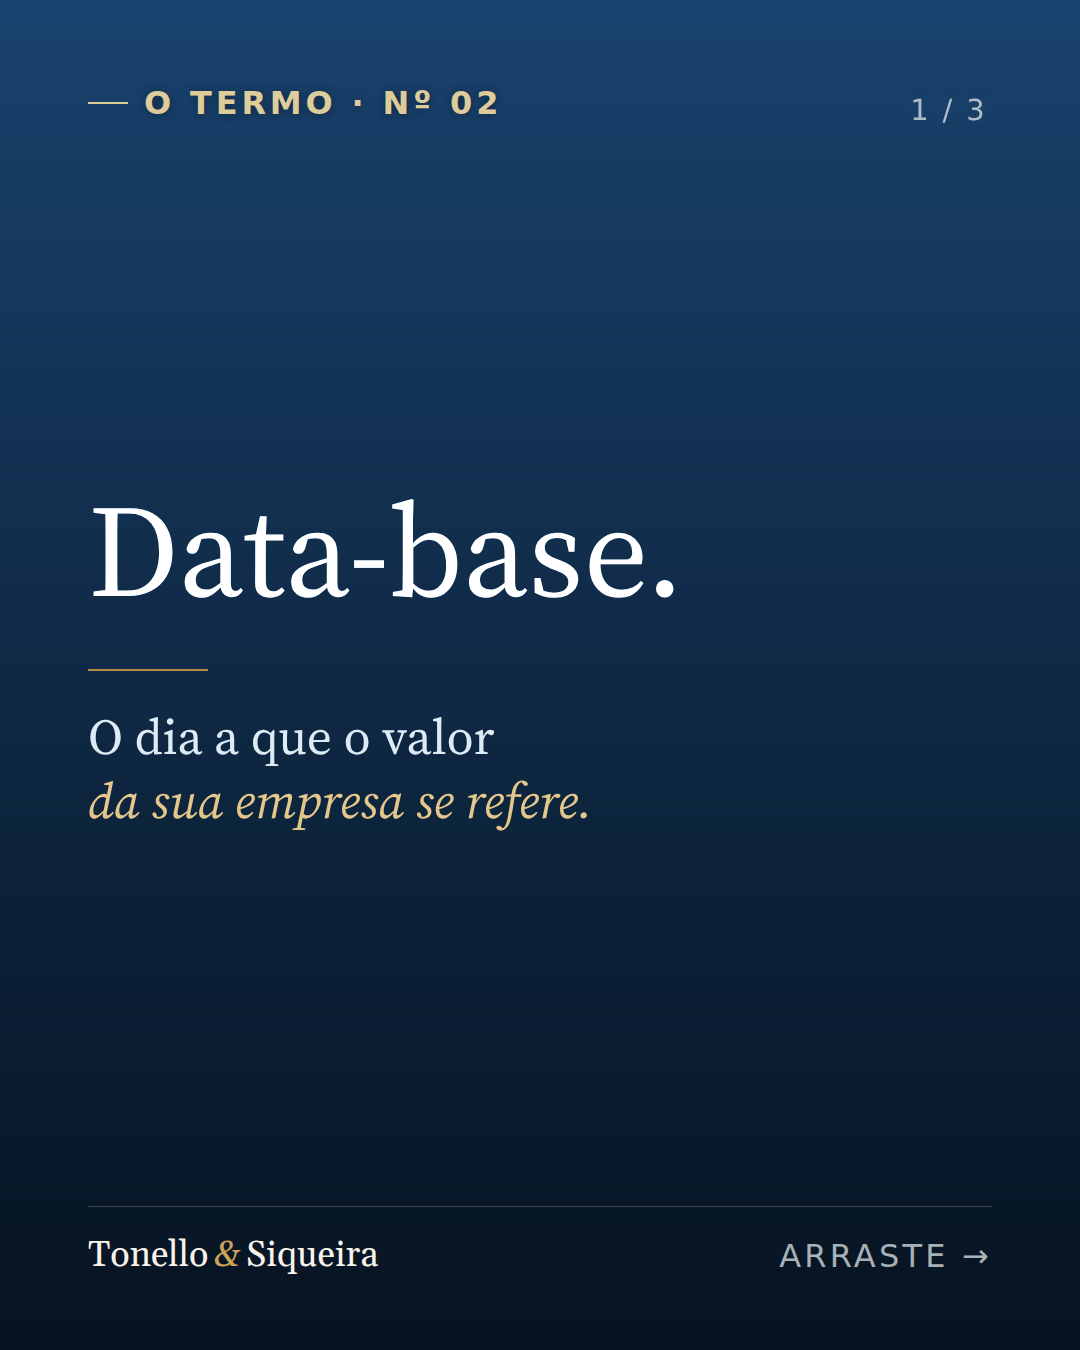 O TERMO · Nº 02
1 / 3
Data-base.
O dia a que o valor
da sua empresa se refere.
Tonello & Siqueira
ARRASTE →